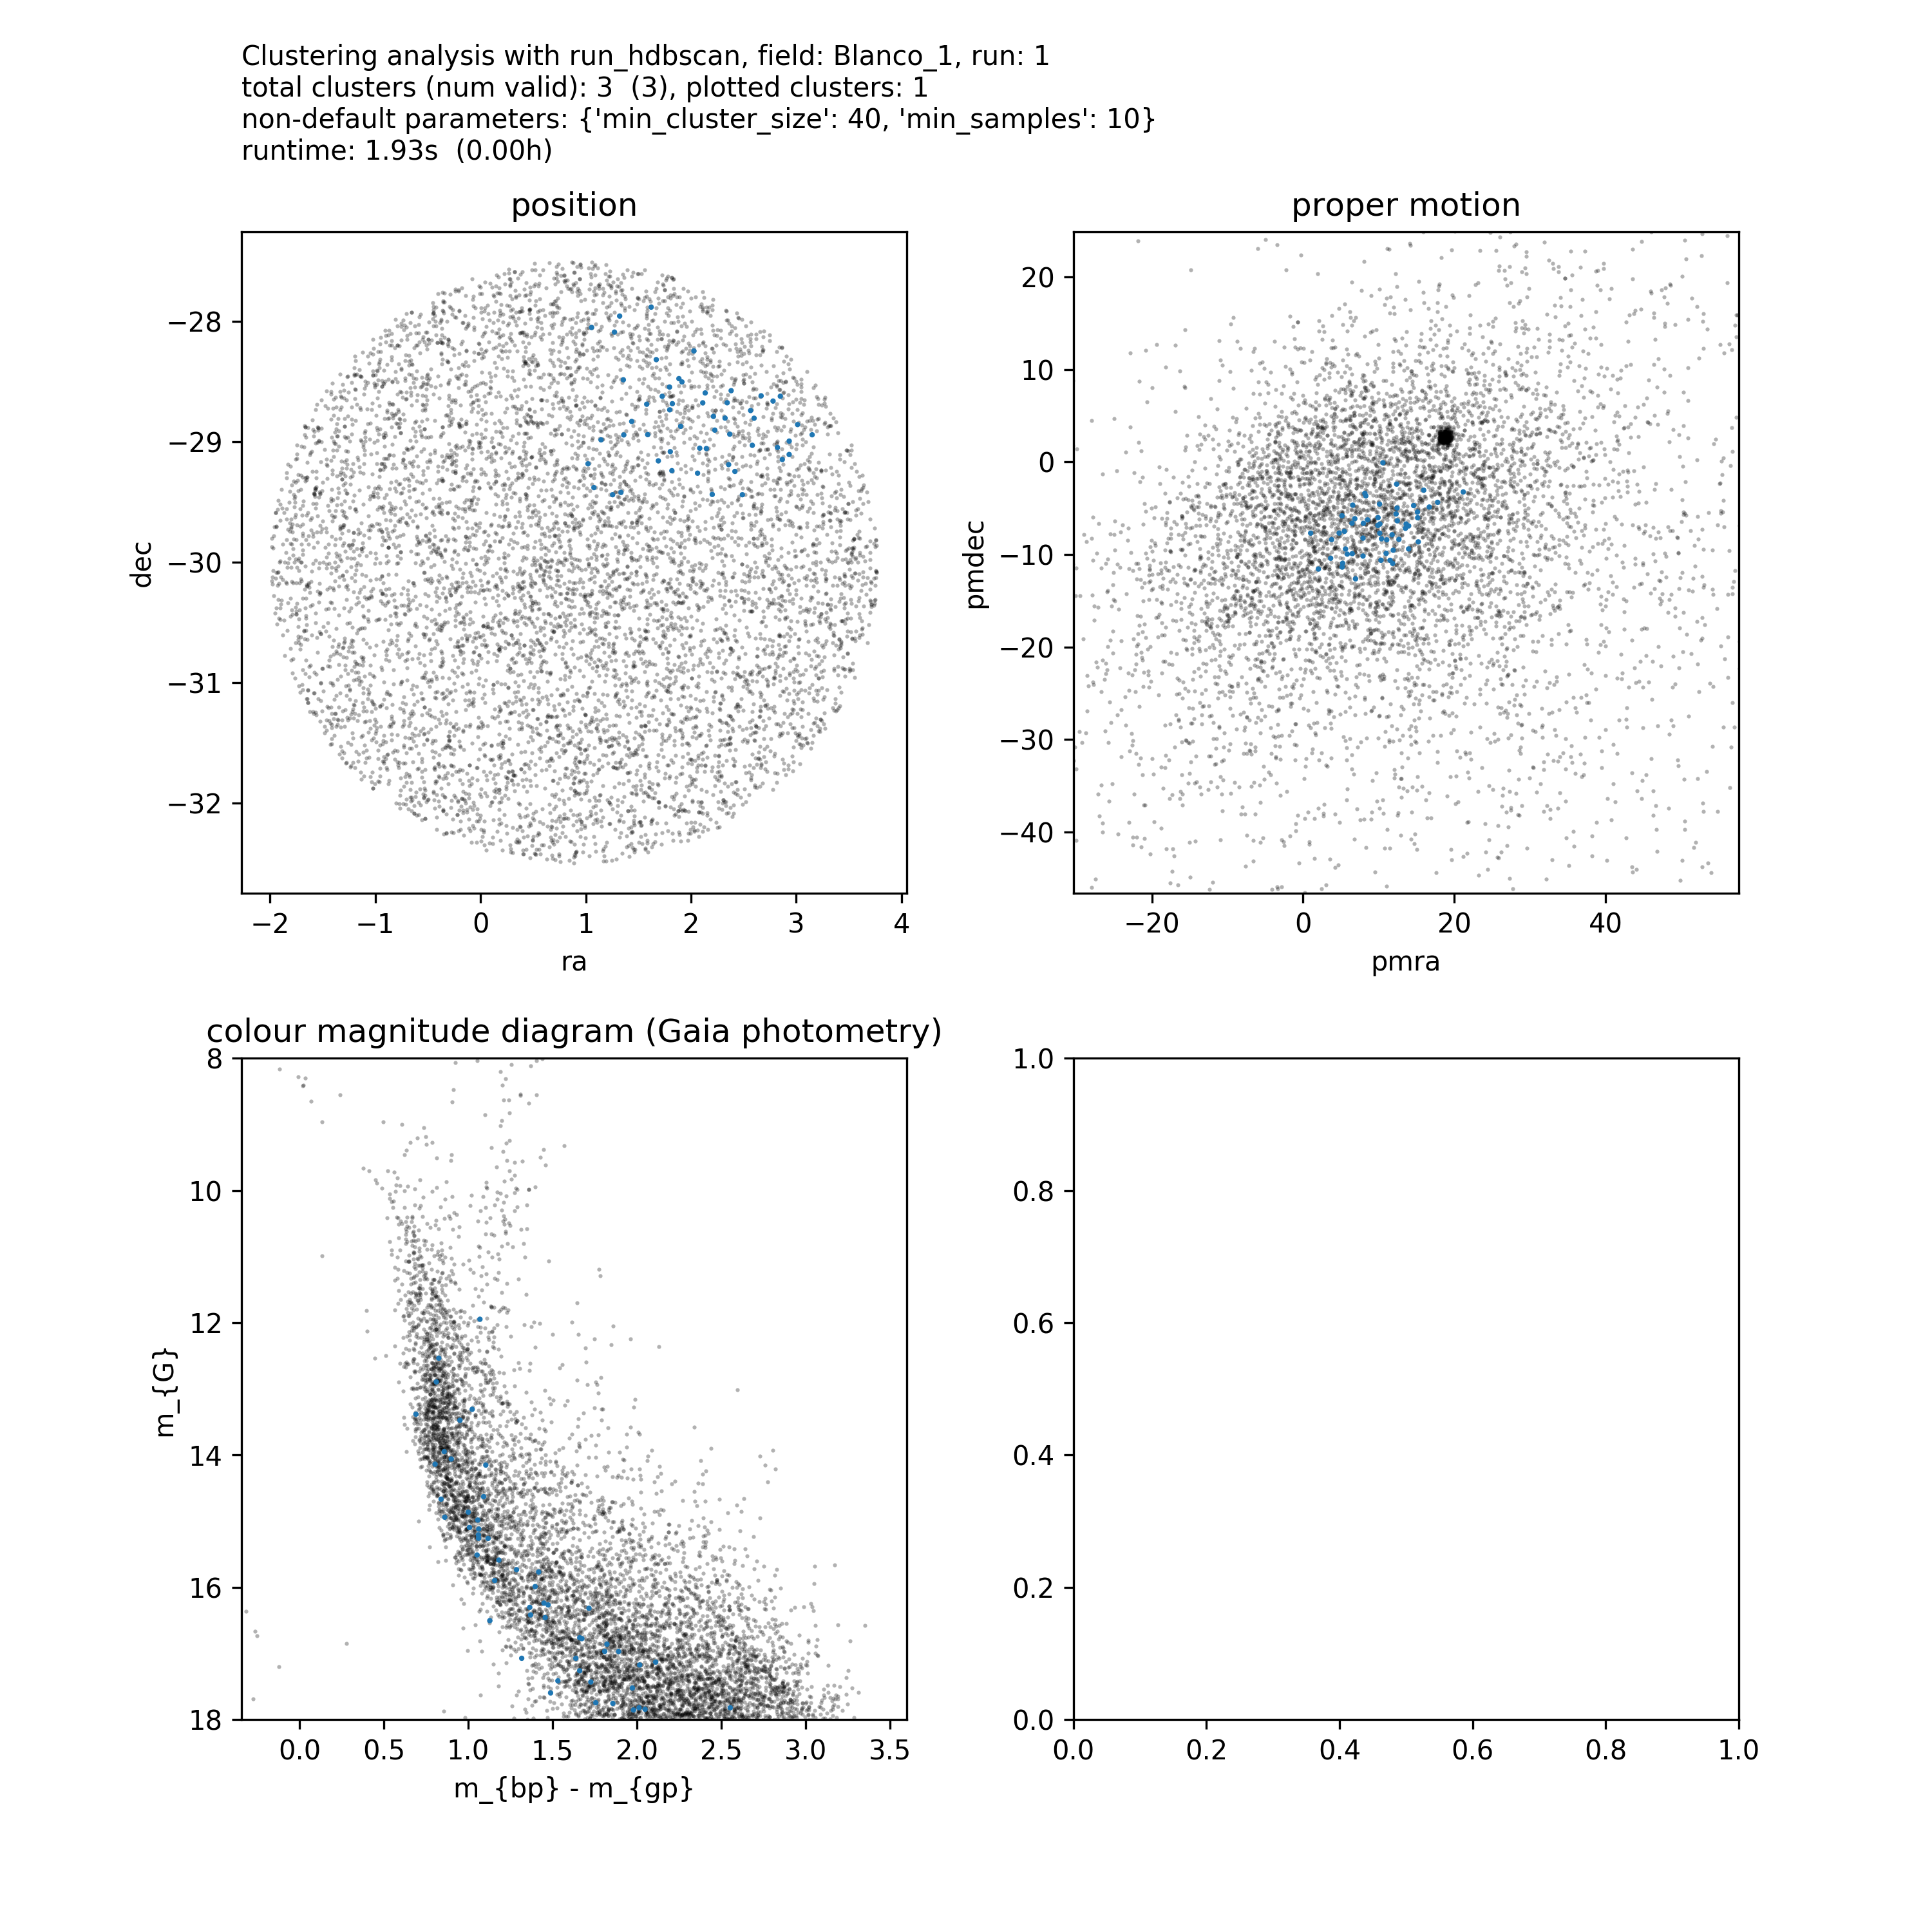 Clustering analysis with run_hdbscan, field: Blanco_1, run: 1
total clusters (num valid): 3  (3), plotted clusters: 1
non-default parameters: {'min_cluster_size': 40, 'min_samples': 10}
runtime: 1.93s  (0.00h)
position
−28
−29
−30
−31
−32
dec
−2 −1 0 1 2 3 4
ra
proper motion
20
10
0
−10
−20
−30
−40
pmdec
−20 0 20 40
pmra
colour magnitude diagram (Gaia photometry)
8
10
12
14
16
18
m_{G}
0.0 0.5 1.0 1.5 2.0 2.5 3.0 3.5
m_{bp} - m_{gp}
1.0
0.8
0.6
0.4
0.2
0.0
0.0 0.2 0.4 0.6 0.8 1.0